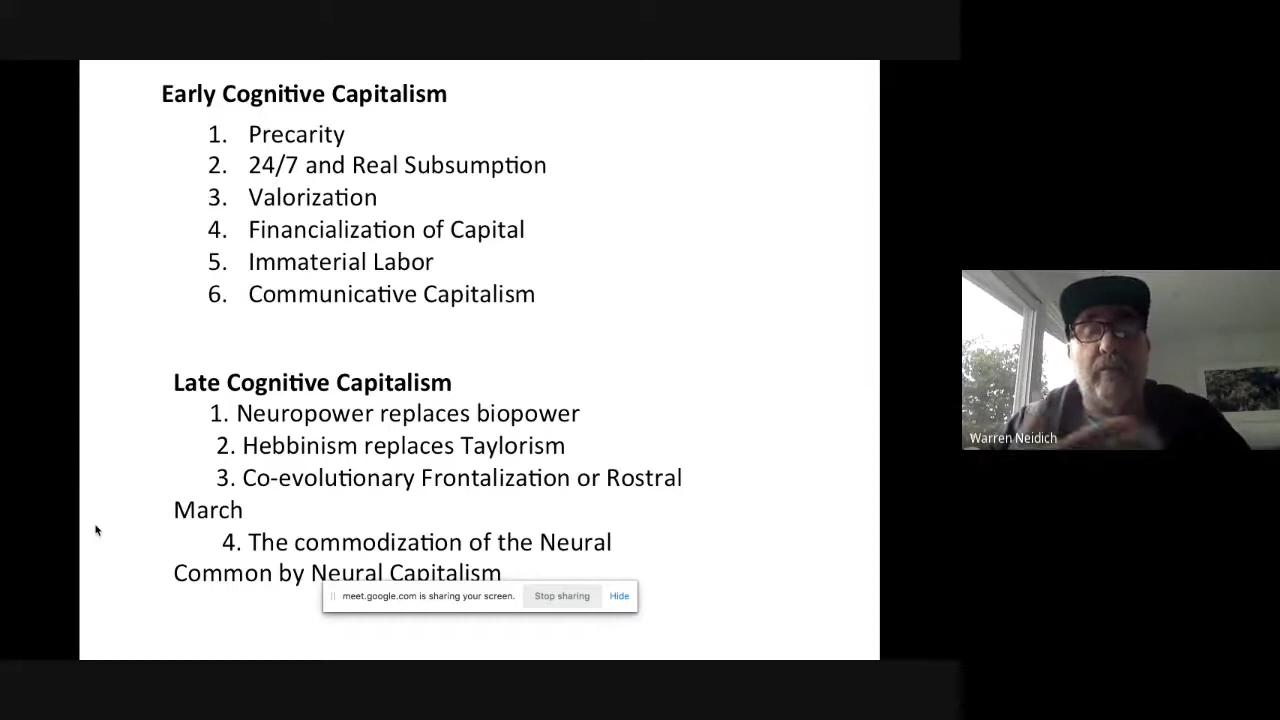 Early Cognitive Capitalism
1. Precarity
2. 24/7 and Real Subsumption
3. Valorization
4. Financialization of Capital
5. Immaterial Labor
6. Communicative Capitalism
Late Cognitive Capitalism
1. Neuropower replaces biopower
2. Hebbinism replaces Taylorism
3. Co-evolutionary Frontalization or Rostral
March
4. The commodization of the Neural
Common by Neural Capitalism
meet.google.com is sharing your screen. Stop sharing Hide
Warren Neidich